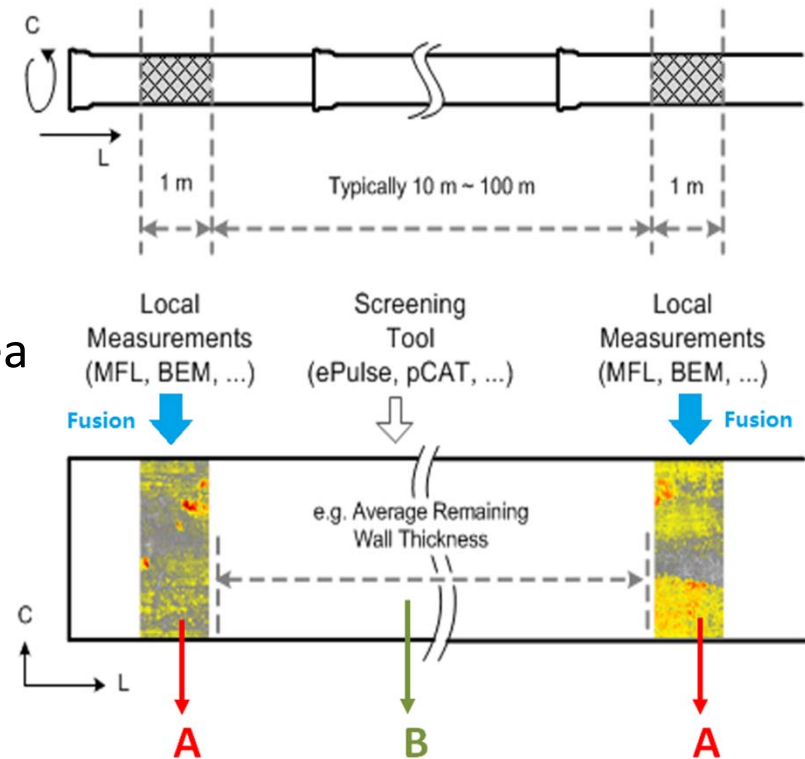 C
L
1 m
Typically 10 m ~ 100 m
1 m
Local
Measurements
(MFL, BEM, ...)
Screening
Tool
(ePulse, pCAT, ...)
Local
Measurements
(MFL, BEM, ...)
Fusion
Fusion
e.g. Average Remaining
Wall Thickness
C
L
A
B
A